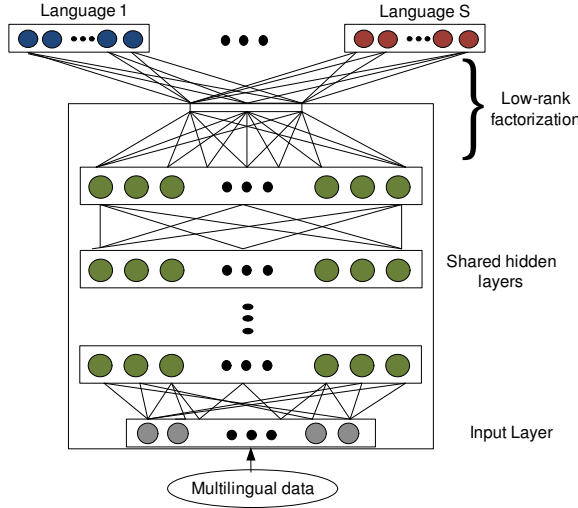 Language 1
Language S
Low-rank
factorization
Shared hidden
layers
Input Layer
Multilingual data